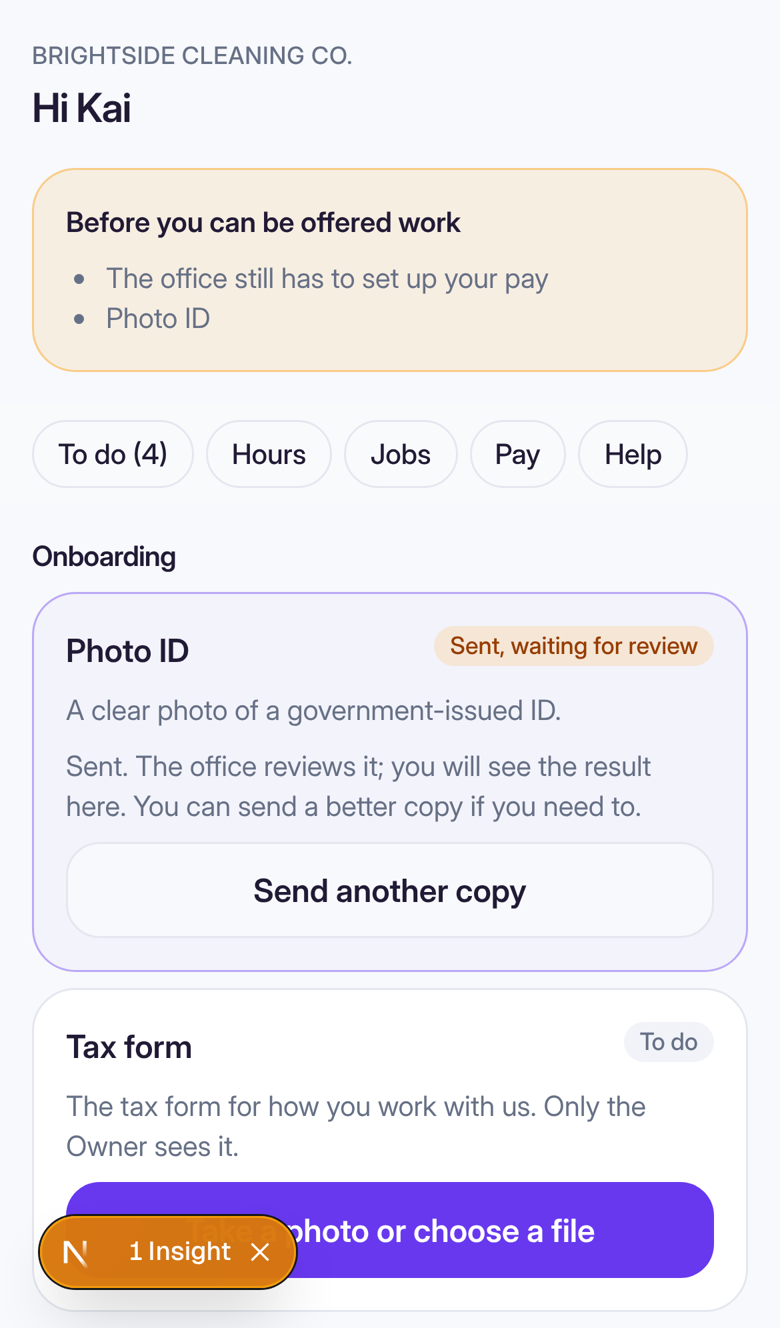 BRIGHTSIDE CLEANING CO.
Hi Kai
Before you can be offered work
The office still has to set up your pay
Photo ID
To do (4)
Hours
Jobs
Pay
Help
Onboarding
Photo ID
Sent, waiting for review
A clear photo of a government-issued ID.
Sent. The office reviews it; you will see the result
here. You can send a better copy if you need to.
Send another copy
Tax form
To do
The tax form for how you work with us. Only the
Owner sees it.
Take a photo or choose a file
N
1 Insight